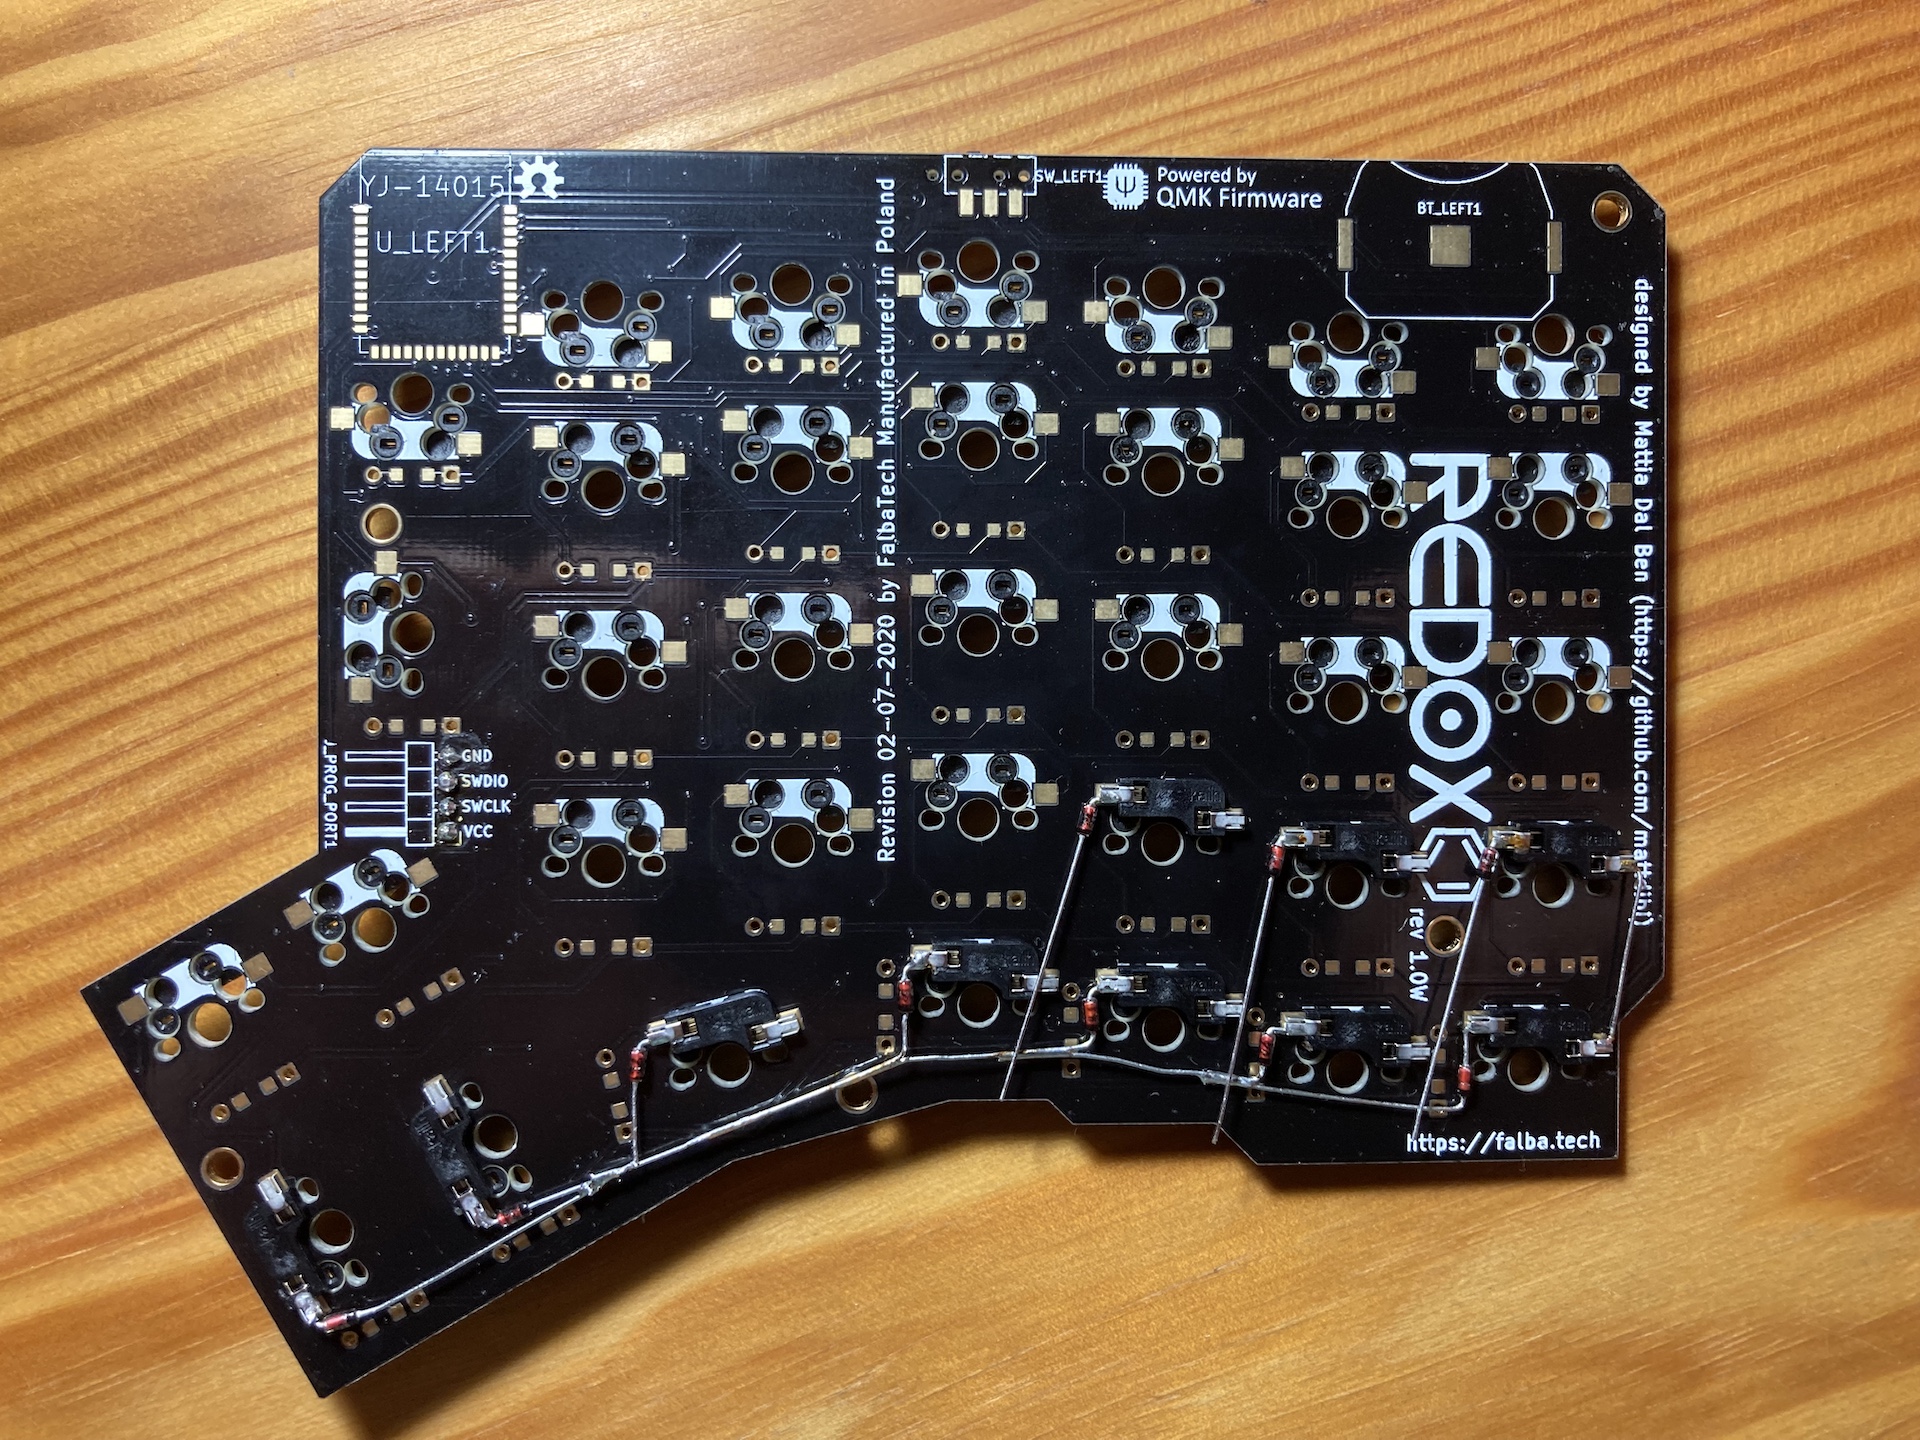 YJ-14015
U_LEFT1
SW_LEFT1
Powered by
QMK Firmware
BT_LEFT1
Revision 02-07-2020 by FalbaTech Manufactured in Poland
designed by Mattia Dal Ben (https://github.com/mattdibi)
REDOX
rev 1.0W
J_PROG_PORT1
GND
SWDIO
SWCLK
VCC
https://falba.tech